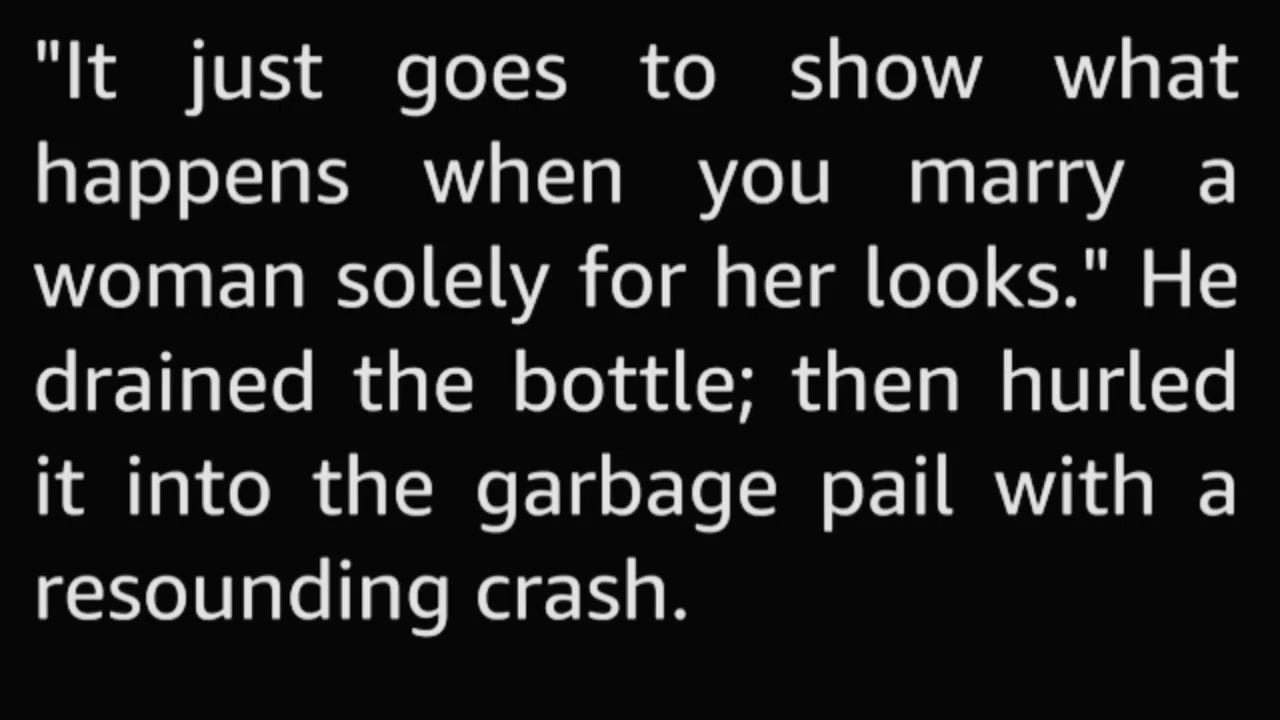 "It just goes to show what
happens when you marry a
woman solely for her looks." He
drained the bottle; then hurled
it into the garbage pail with a
resounding crash.